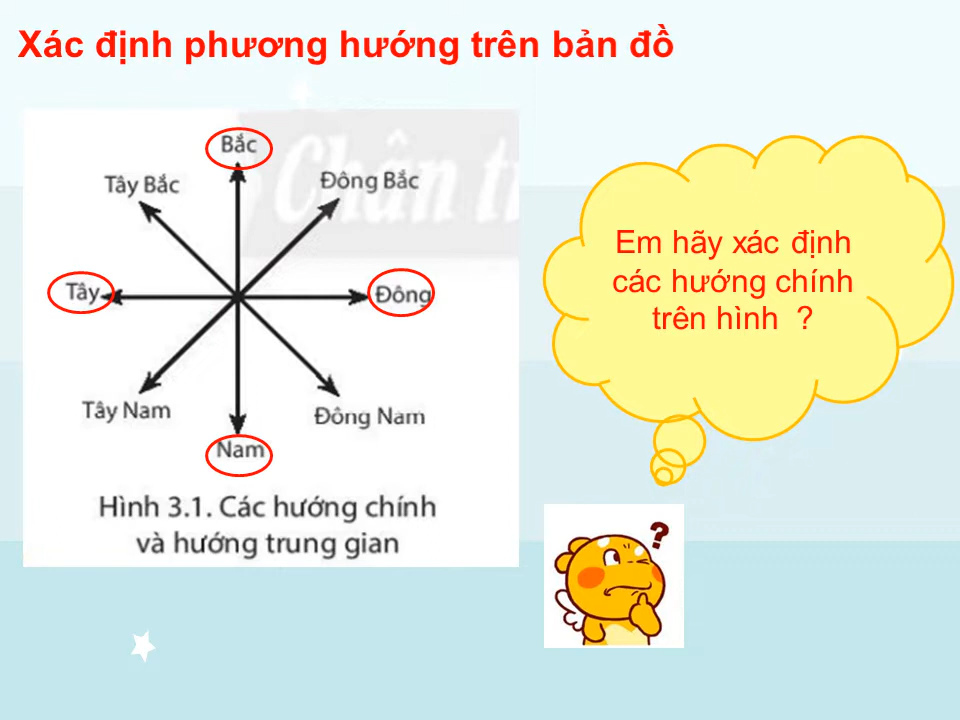 Xác định phương hướng trên bản đồ
Chân tr
Bắc
Tây Bắc
Đông Bắc
Tây
Đông
Tây Nam
Đông Nam
Nam
Hình 3.1. Các hướng chính
và hướng trung gian
Em hãy xác định
các hướng chính
trên hình ?
?